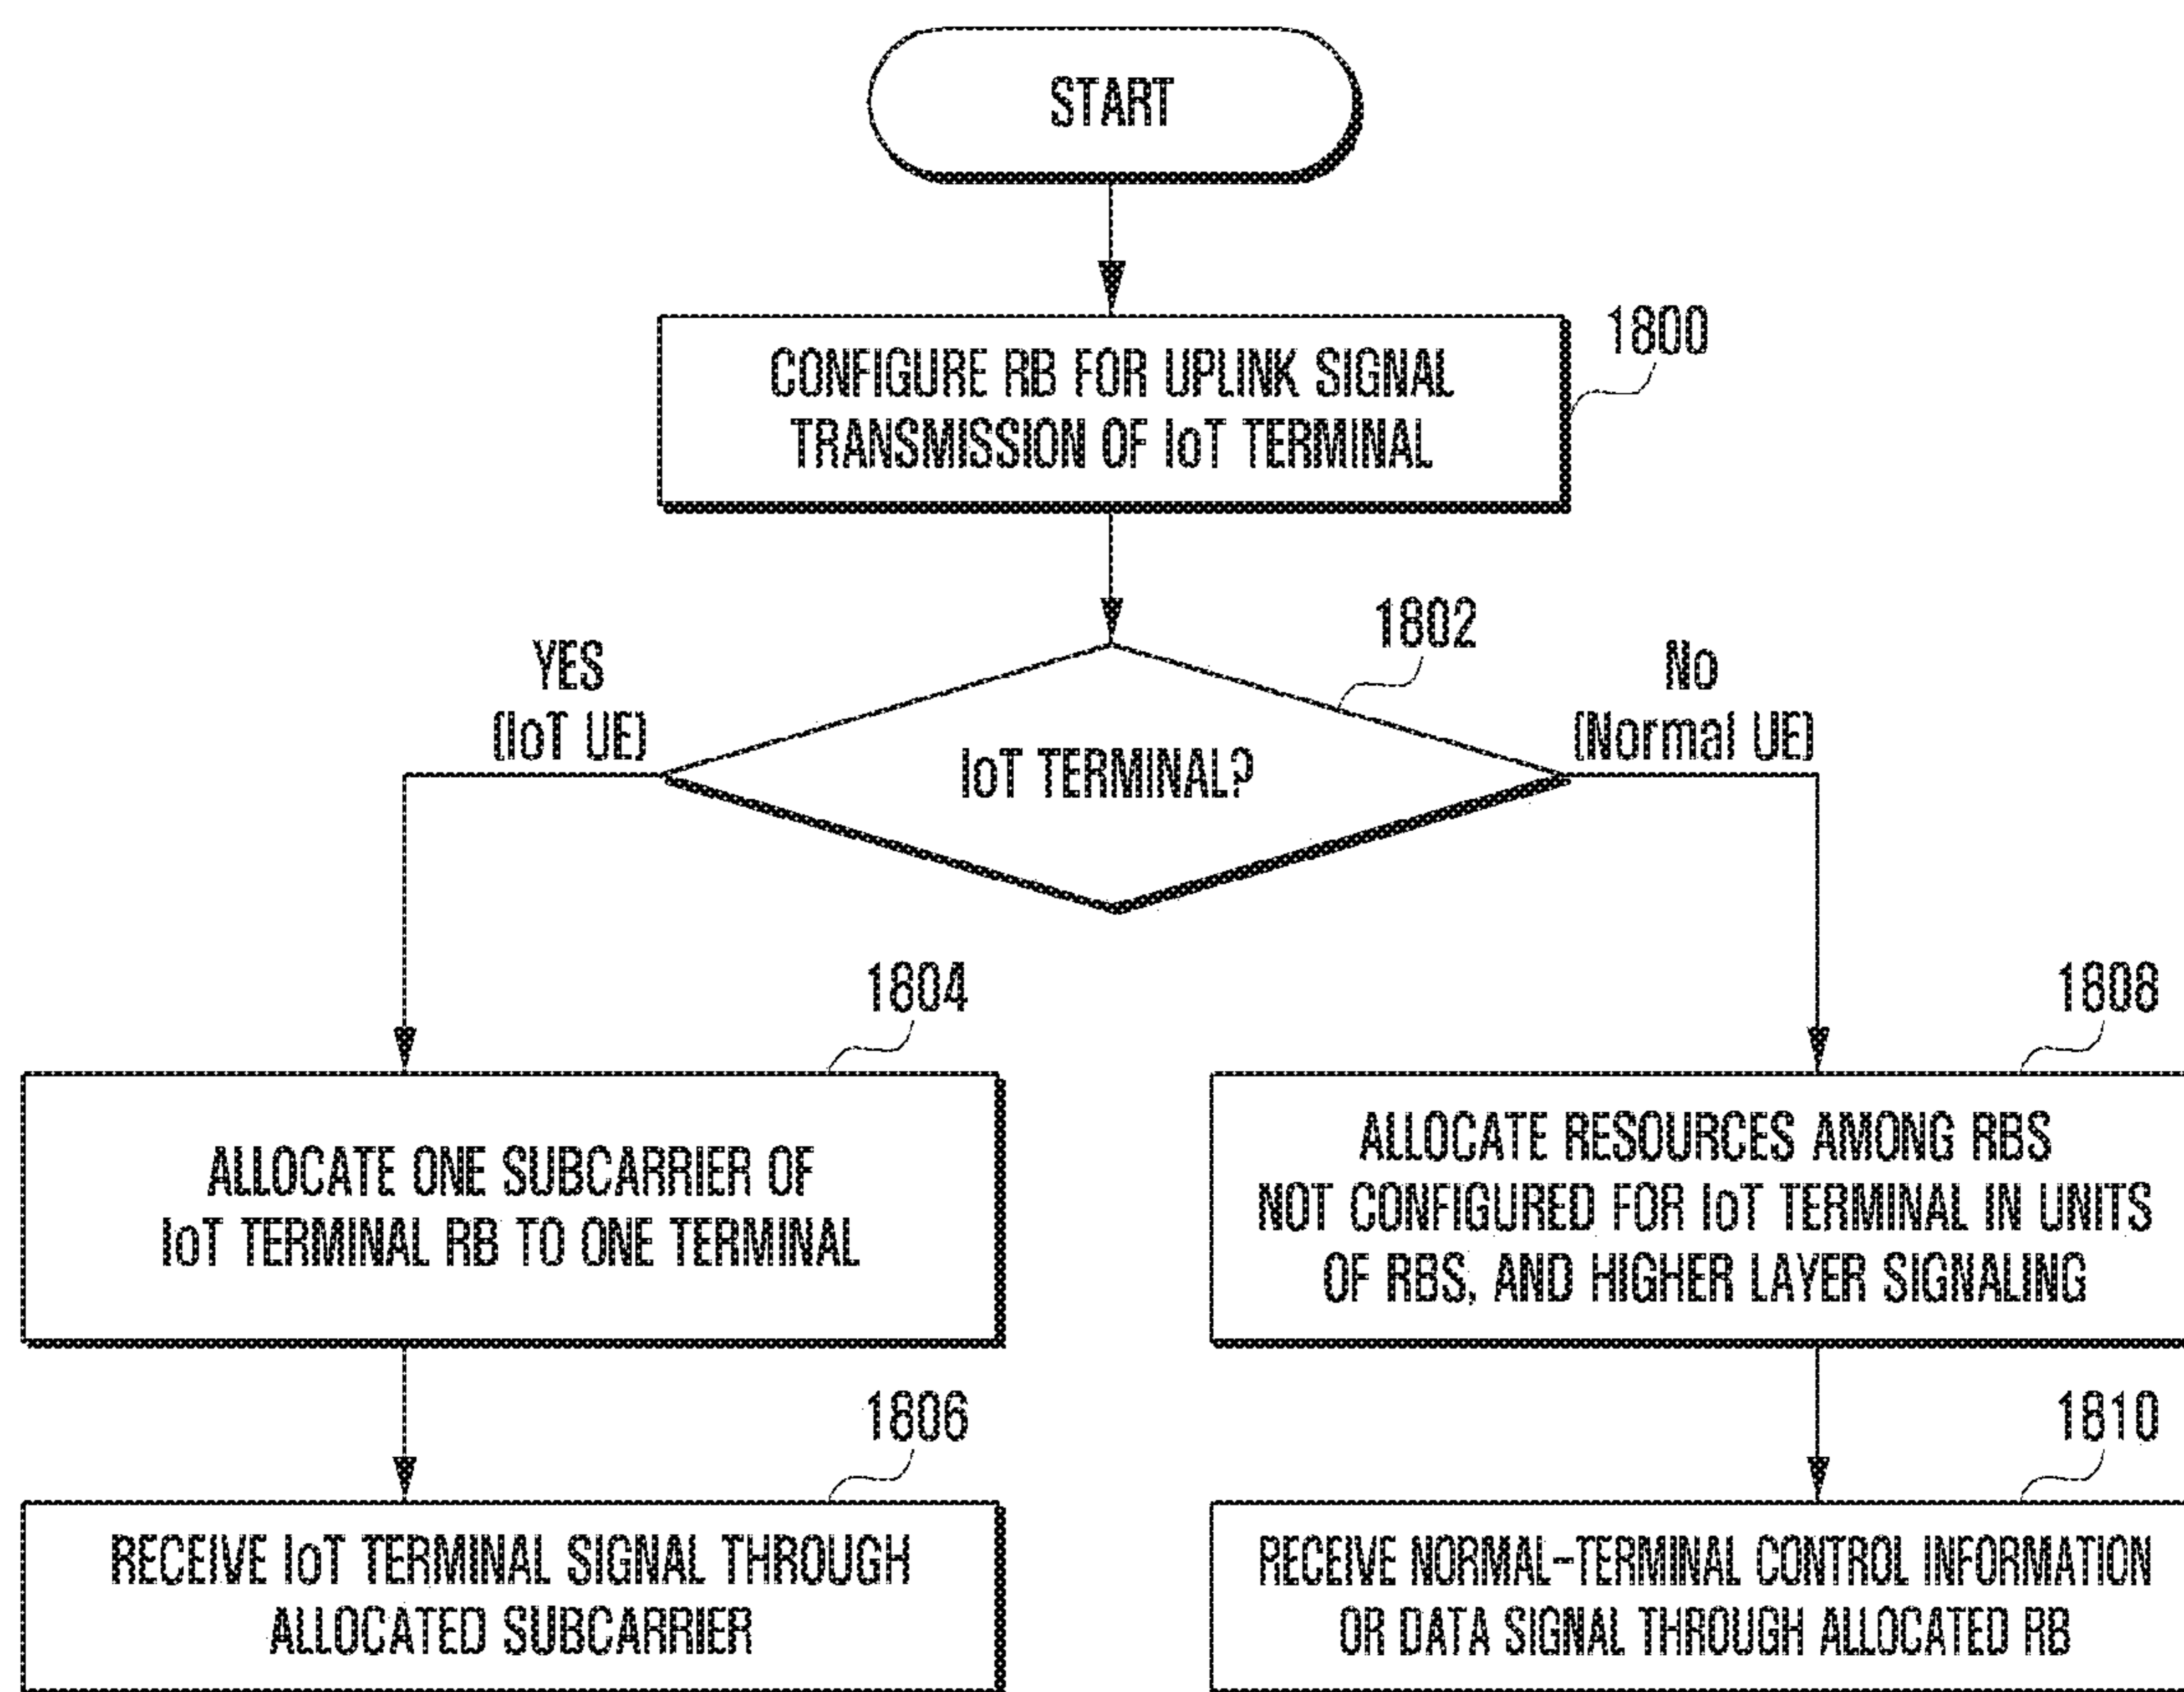 START
1800
CONFIGURE RB FOR UPLINK SIGNAL
TRANSMISSION OF IoT TERMINAL
1802
YES
(IoT UE)
No
(Normal UE)
IoT TERMINAL?
1804
ALLOCATE ONE SUBCARRIER OF
IoT TERMINAL RB TO ONE TERMINAL
1808
ALLOCATE RESOURCES AMONG RBS
NOT CONFIGURED FOR IoT TERMINAL IN UNITS
OF RBS, AND HIGHER LAYER SIGNALING
1806
RECEIVE IoT TERMINAL SIGNAL THROUGH
ALLOCATED SUBCARRIER
1810
RECEIVE NORMAL-TERMINAL CONTROL INFORMATION
OR DATA SIGNAL THROUGH ALLOCATED RB